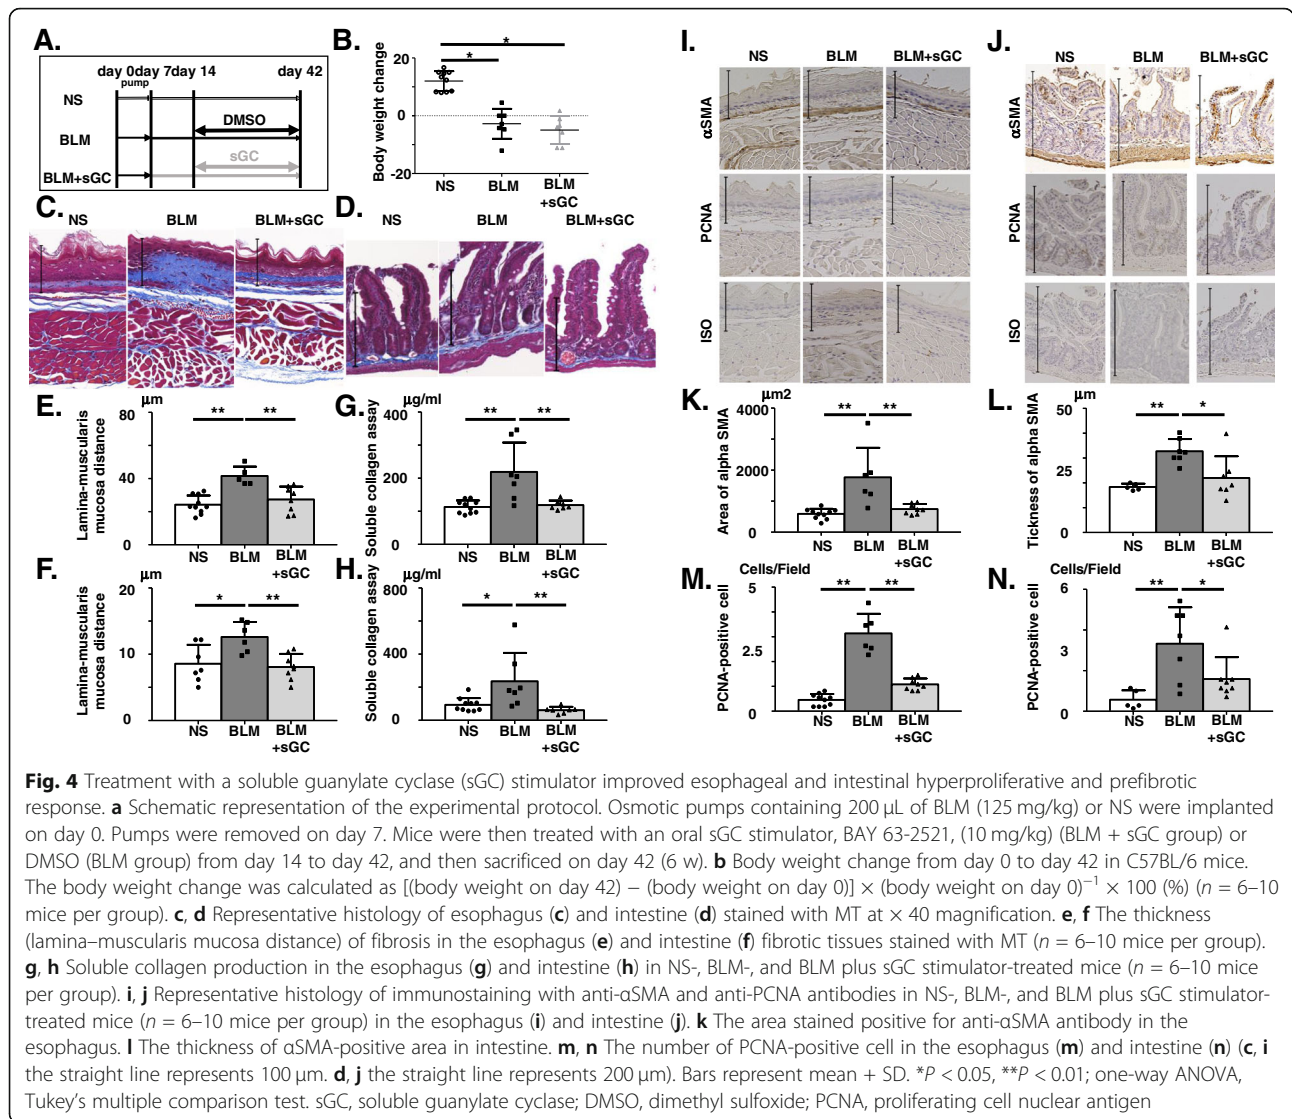 A.
day 0 day 7 day 14 day 42
pump
NS
DMSO
BLM
sGC
BLM+sGC
B.
* *
Body weight change
20
0
-20
NS BLM BLM
+sGC
C.
NS BLM BLM+sGC
D.
NS BLM BLM+sGC
E.
μm
Lamina-muscularis
mucosa distance
80
40
0
** **
NS BLM BLM
+sGC
F.
μm
Lamina-muscularis
mucosa distance
20
10
0
* **
NS BLM BLM
+sGC
G.
μg/ml
Soluble collagen assay
400
200
0
** **
NS BLM BLM
+sGC
H.
μg/ml
Soluble collagen assay
800
400
0
* **
NS BLM BLM
+sGC
I.
NS BLM BLM+sGC
αSMA
PCNA
ISO
J.
NS BLM BLM+sGC
αSMA
PCNA
ISO
K.
μm2
Area of alpha SMA
4000
2000
0
** **
NS BLM BLM
+sGC
L.
μm
Tickness of alpha SMA
50
25
0
** *
NS BLM BLM
+sGC
M.
Cells/Field
PCNA-positive cell
5
2.5
0
** **
NS BLM BLM
+sGC
N.
Cells/Field
PCNA-positive cell
6
3
0
** *
NS BLM BLM
+sGC
Fig. 4 Treatment with a soluble guanylate cyclase (sGC) stimulator improved esophageal and intestinal hyperproliferative and prefibrotic
response. a Schematic representation of the experimental protocol. Osmotic pumps containing 200 μL of BLM (125 mg/kg) or NS were implanted
on day 0. Pumps were removed on day 7. Mice were then treated with an oral sGC stimulator, BAY 63-2521, (10 mg/kg) (BLM + sGC group) or
DMSO (BLM group) from day 14 to day 42, and then sacrificed on day 42 (6 w). b Body weight change from day 0 to day 42 in C57BL/6 mice.
The body weight change was calculated as [(body weight on day 42) − (body weight on day 0)] × (body weight on day 0)⁻¹ × 100 (%) (n = 6–10
mice per group). c, d Representative histology of esophagus (c) and intestine (d) stained with MT at × 40 magnification. e, f The thickness
(lamina–muscularis mucosa distance) of fibrosis in the esophagus (e) and intestine (f) fibrotic tissues stained with MT (n = 6–10 mice per group).
g, h Soluble collagen production in the esophagus (g) and intestine (h) in NS-, BLM-, and BLM plus sGC stimulator-treated mice (n = 6–10 mice
per group). i, j Representative histology of immunostaining with anti-αSMA and anti-PCNA antibodies in NS-, BLM-, and BLM plus sGC stimulator-
treated mice (n = 6–10 mice per group) in the esophagus (i) and intestine (j). k The area stained positive for anti-αSMA antibody in the
esophagus. l The thickness of αSMA-positive area in intestine. m, n The number of PCNA-positive cell in the esophagus (m) and intestine (n) (c, i
the straight line represents 100 μm. d, j the straight line represents 200 μm). Bars represent mean + SD. *P < 0.05, **P < 0.01; one-way ANOVA,
Tukey's multiple comparison test. sGC, soluble guanylate cyclase; DMSO, dimethyl sulfoxide; PCNA, proliferating cell nuclear antigen